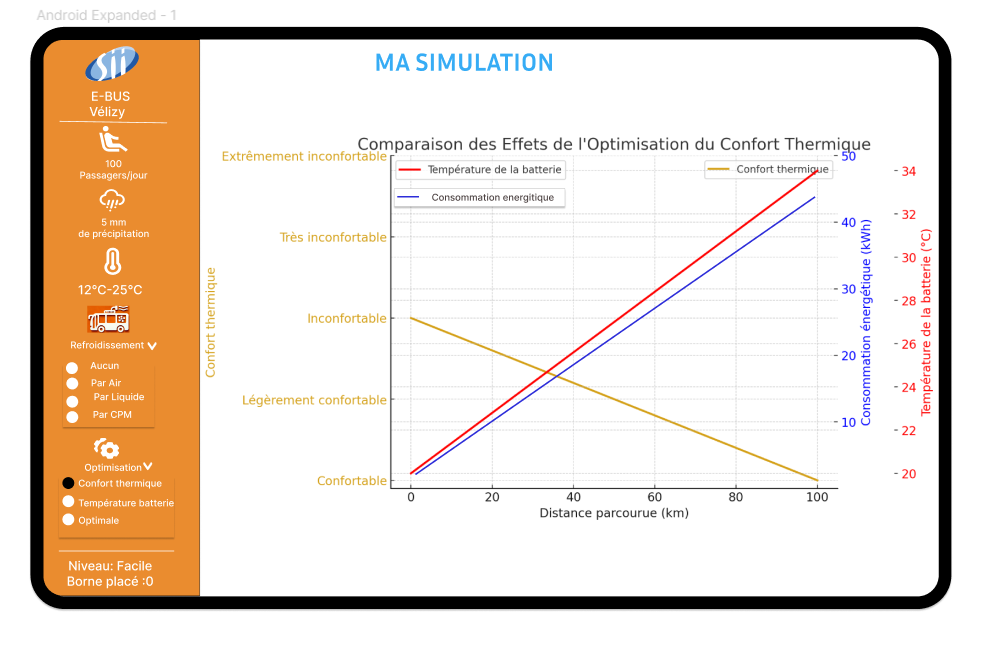 Android Expanded - 1
sii
E-BUS
Vélizy
100
Passagers/jour
5 mm
de précipitation
12°C-25°C
Refroidissement
Aucun
Par Air
Par Liquide
Par CPM
Optimisation
Confort thermique
Température batterie
Optimale
Niveau: Facile
Borne placé :0
MA SIMULATION
Comparaison des Effets de l'Optimisation du Confort Thermique
Température de la batterie
Consommation energitique
Confort thermique
Confort thermique
Extrêmement inconfortable
Très inconfortable
Inconfortable
Légèrement confortable
Confortable
0
20
40
60
80
100
Distance parcourue (km)
50
40
30
20
10
Consommation énergétique (kWh)
34
32
30
28
26
24
22
20
Température de la batterie (°C)